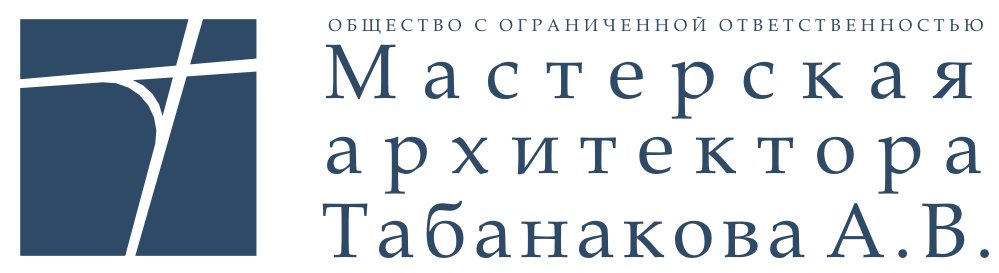 ОБЩЕСТВО С ОГРАНИЧЕННОЙ ОТВЕТСТВЕННОСТЬЮ
Мастерская
архитектора
Табанакова А.В.